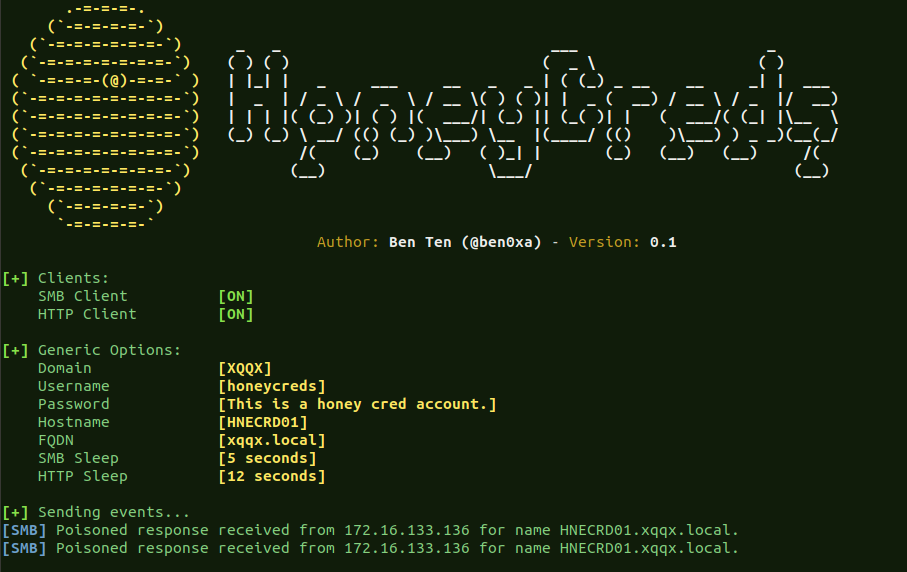 HoneyCreds
Author: Ben Ten (@ben0xa) - Version: 0.1
[+] Clients:
SMB Client [ON]
HTTP Client [ON]
[+] Generic Options:
Domain [XQQX]
Username [honeycreds]
Password [This is a honey cred account.]
Hostname [HNECRD01]
FQDN [xqqx.local]
SMB Sleep [5 seconds]
HTTP Sleep [12 seconds]
[+] Sending events...
[SMB] Poisoned response received from 172.16.133.136 for name HNECRD01.xqqx.local.
[SMB] Poisoned response received from 172.16.133.136 for name HNECRD01.xqqx.local.